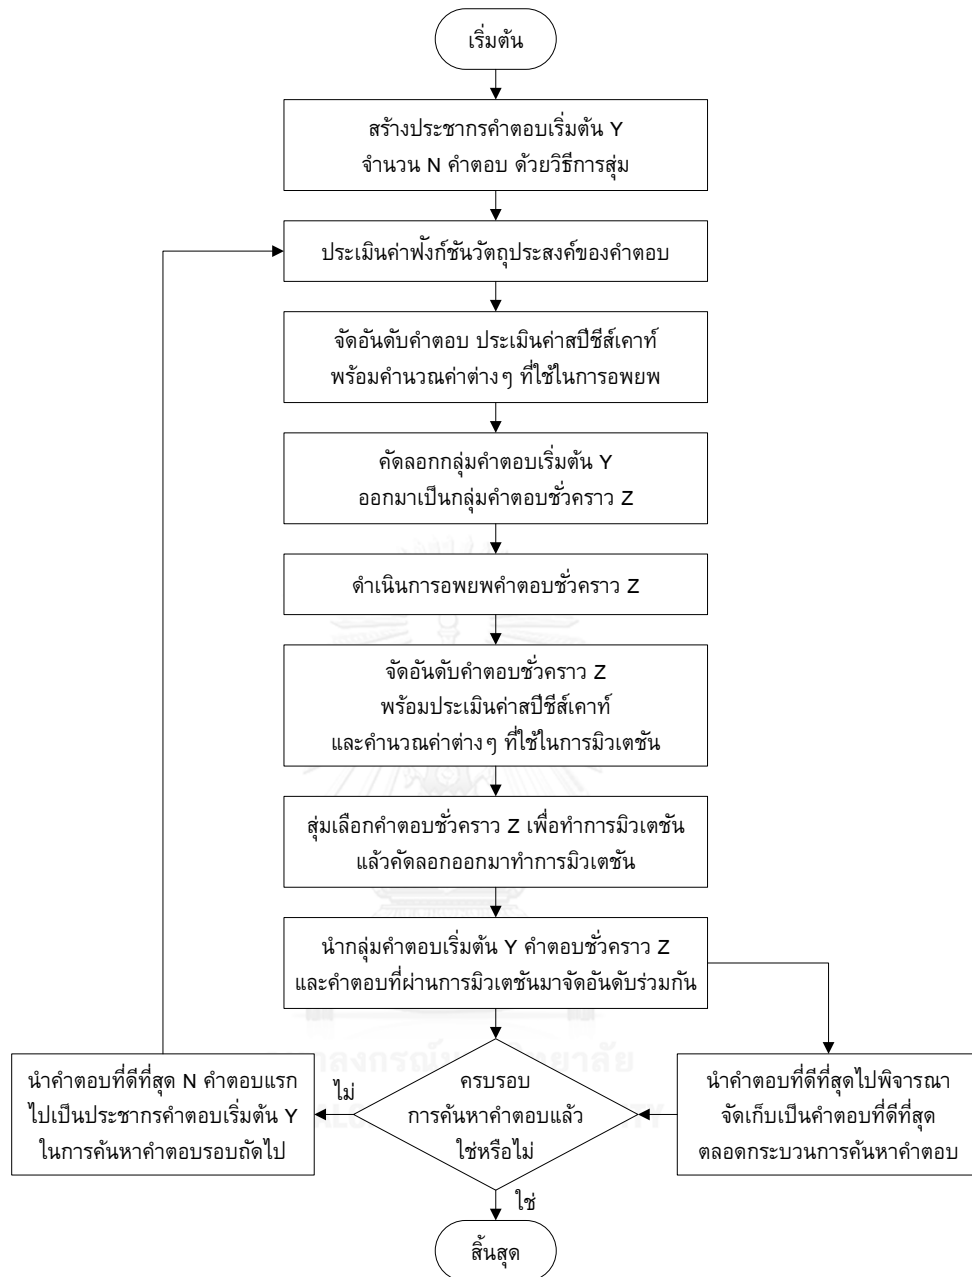 เริ่มต้น
สร้างประชากรคำตอบเริ่มต้น Y
จำนวน N คำตอบ ด้วยวิธีการสุ่ม
ประเมินค่าฟังก์ชันวัตถุประสงค์ของคำตอบ
จัดอันดับคำตอบ ประเมินค่าสปีชีส์เคาท์
พร้อมคำนวณค่าต่างๆ ที่ใช้ในการอพยพ
คัดลอกกลุ่มคำตอบเริ่มต้น Y
ออกมาเป็นกลุ่มคำตอบชั่วคราว Z
ดำเนินการอพยพคำตอบชั่วคราว Z
จัดอันดับคำตอบชั่วคราว Z
พร้อมประเมินค่าสปีชีส์เคาท์
และคำนวณค่าต่างๆ ที่ใช้ในการมิวเตชัน
สุ่มเลือกคำตอบชั่วคราว Z เพื่อทำการมิวเตชัน
แล้วคัดลอกออกมาทำการมิวเตชัน
นำกลุ่มคำตอบเริ่มต้น Y คำตอบชั่วคราว Z
และคำตอบที่ผ่านการมิวเตชันมาจัดอันดับร่วมกัน
นำคำตอบที่ดีที่สุด N คำตอบแรก
ไปเป็นประชากรคำตอบเริ่มต้น Y
ในการค้นหาคำตอบรอบถัดไป
ไม่
ครบรอบ
การค้นหาคำตอบแล้ว
ใช่หรือไม่
นำคำตอบที่ดีที่สุดไปพิจารณา
จัดเก็บเป็นคำตอบที่ดีที่สุด
ตลอดกระบวนการค้นหาคำตอบ
ใช่
สิ้นสุด